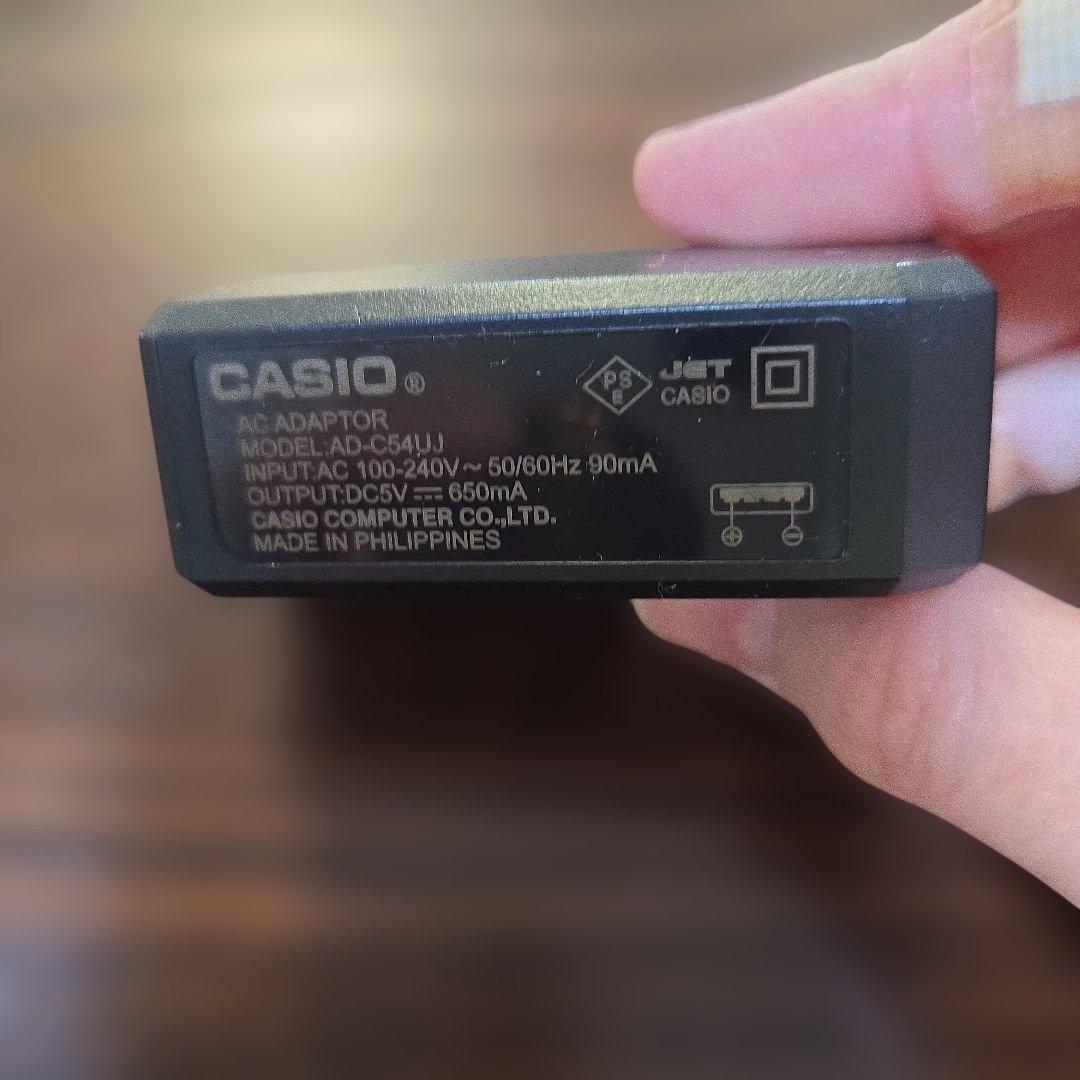 CASIO®
AC ADAPTOR
MODEL:AD-C54UJ
INPUT:AC 100-240V ~ 50/60Hz 90mA
OUTPUT:DC5V ⎓ 650mA
CASIO COMPUTER CO.,LTD.
MADE IN PHILIPPINES
PS
E
JET
CASIO